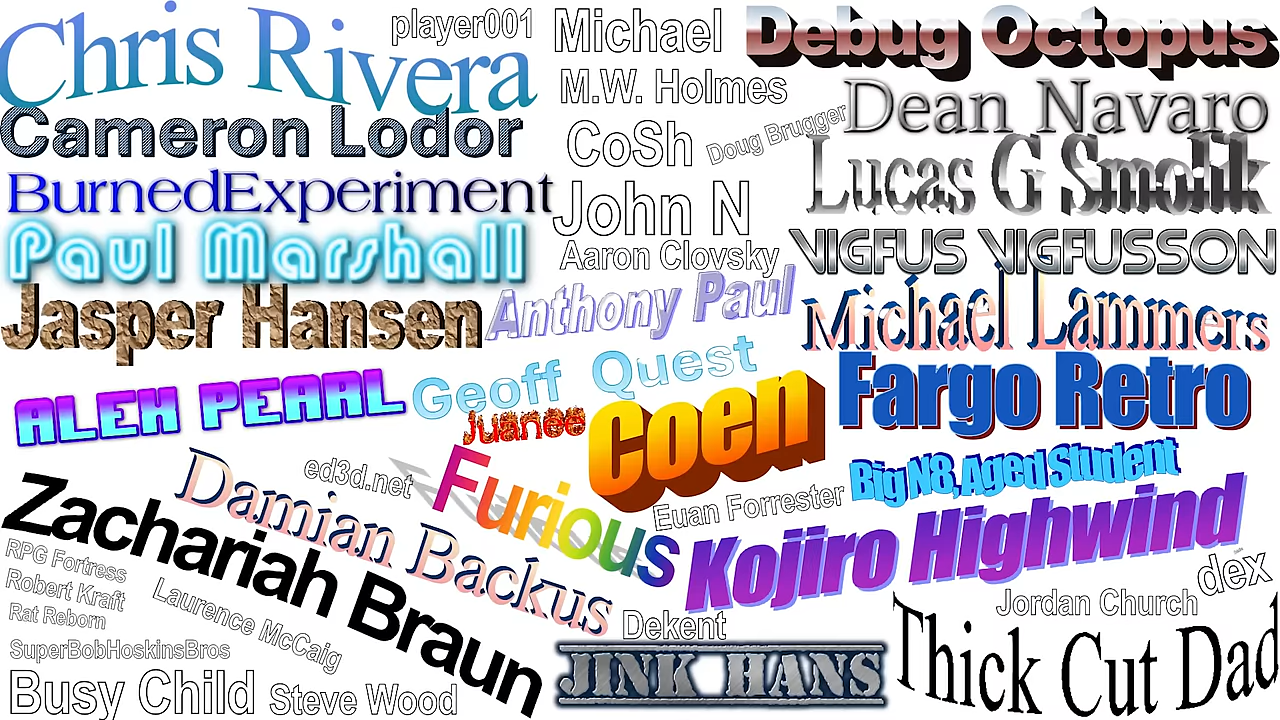 Chris Rivera
player001
Michael
Debug Octopus
M.W. Holmes
Dean Navaro
Cameron Lodor
CoSh
Doug Brugger
Lucas G Smolik
BurnedExperiment
John N
Paul Marshall
Aaron Clovsky
VIGFUS VIGFUSSON
Jasper Hansen
Anthony Paul
Michael Lammers
ALEX PEARL
Geoff Quest
Juanee
Coen
Fargo Retro
ed3d.net
Furious
Big N8, Aged Student
Damian Backus
Euan Forrester
Kojiro Highwind
Zachariah Braun
RPG Fortress
Robert Kraft
Rat Reborn
Laurence McCaig
dex
Jordan Church
Dekent
SuperBobHoskinsBros
JINK HANS
Thick Cut Dad
Busy Child
Steve Wood